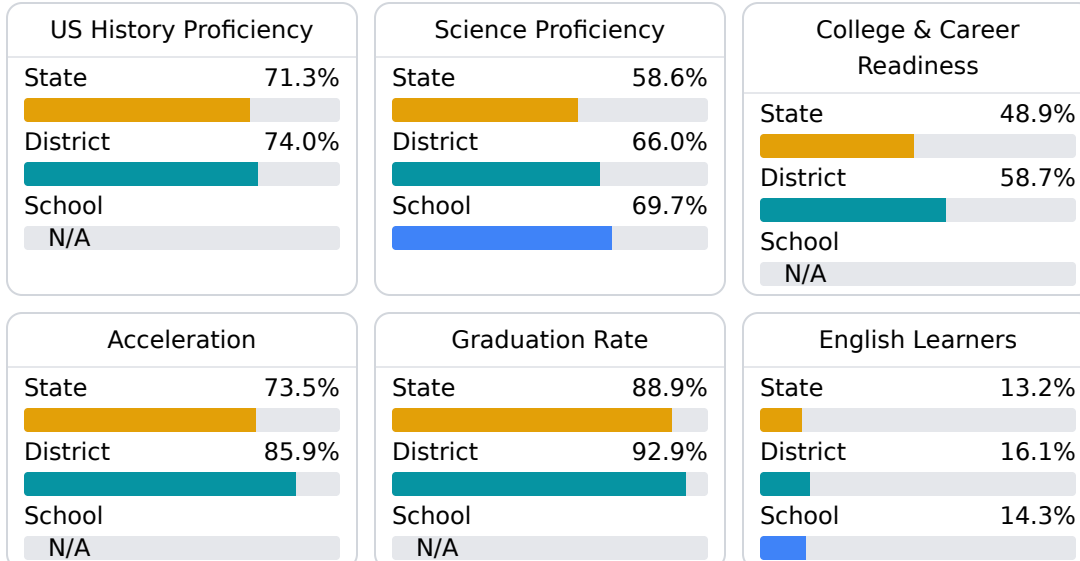 US History Proficiency
State 71.3%
District 74.0%
School
N/A
Science Proficiency
State 58.6%
District 66.0%
School 69.7%
College & Career
Readiness
State 48.9%
District 58.7%
School
N/A
Acceleration
State 73.5%
District 85.9%
School
N/A
Graduation Rate
State 88.9%
District 92.9%
School
N/A
English Learners
State 13.2%
District 16.1%
School 14.3%